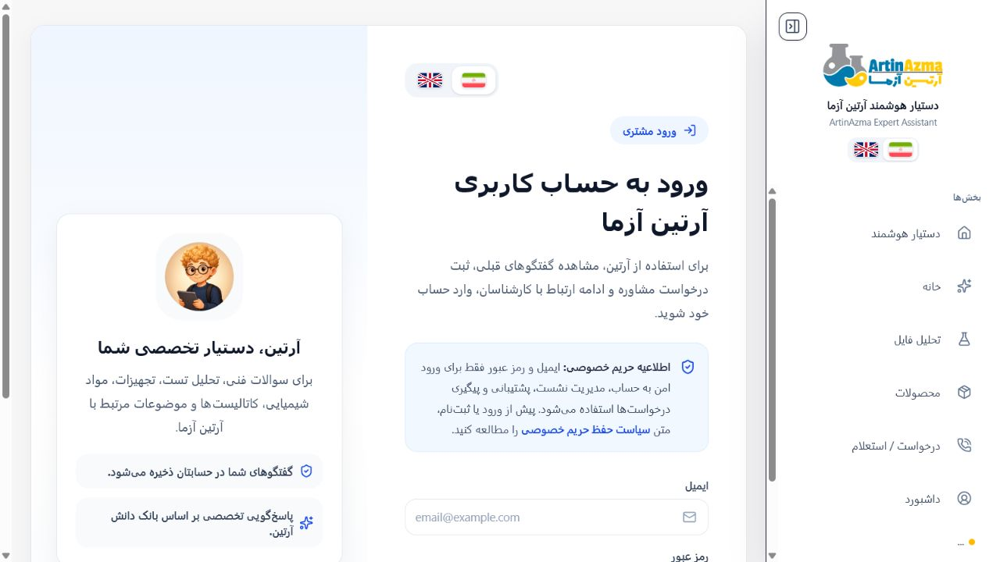 ArtinAzma
آرتین آزما
دستیار هوشمند آرتین آزما
ArtinAzma Expert Assistant
بخش‌ها
دستیار هوشمند
خانه
تحلیل فایل
محصولات
درخواست / استعلام
داشبورد
...
ورود مشتری
ورود به حساب کاربری
آرتین آزما
برای استفاده از آرتین، مشاهده گفتگوهای قبلی، ثبت
درخواست مشاوره و ادامه ارتباط با کارشناسان، وارد حساب
خود شوید.
اطلاعیه حریم خصوصی: ایمیل و رمز عبور فقط برای ورود
امن به حساب، مدیریت نشست، پشتیبانی و پیگیری
درخواست‌ها استفاده می‌شود. پیش از ورود یا ثبت‌نام،
متن سیاست حفظ حریم خصوصی را مطالعه کنید.
ایمیل
email@example.com
رمز عبور
آرتین، دستیار تخصصی شما
برای سوالات فنی، تحلیل تست، تجهیزات، مواد
شیمیایی، کاتالیست‌ها و موضوعات مرتبط با
آرتین آزما.
گفتگوهای شما در حسابتان ذخیره می‌شود.
پاسخ‌گویی تخصصی بر اساس بانک دانش
آرتین.